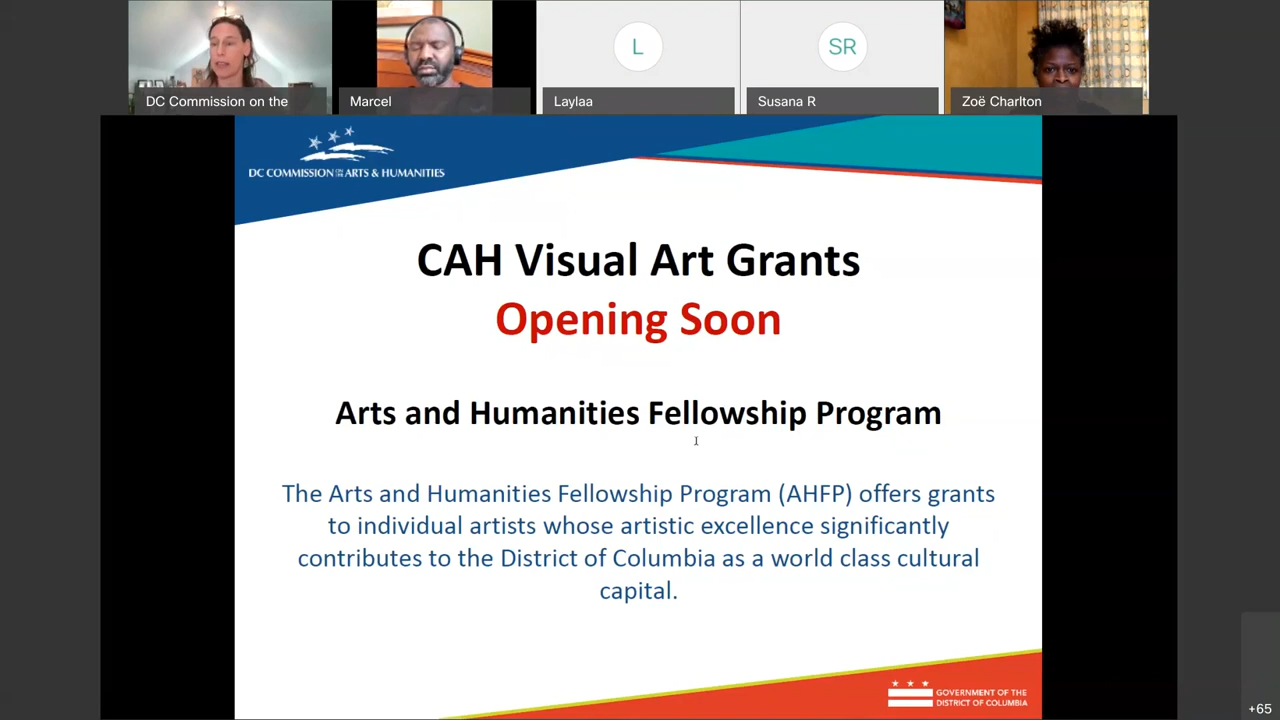 L
SR
DC Commission on the
Marcel
Laylaa
Susana R
Zoë Charlton
DC COMMISSION ON THE ARTS & HUMANITIES
CAH Visual Art Grants
Opening Soon
Arts and Humanities Fellowship Program
The Arts and Humanities Fellowship Program (AHFP) offers grants
to individual artists whose artistic excellence significantly
contributes to the District of Columbia as a world class cultural
capital.
GOVERNMENT OF THE
DISTRICT OF COLUMBIA
+65